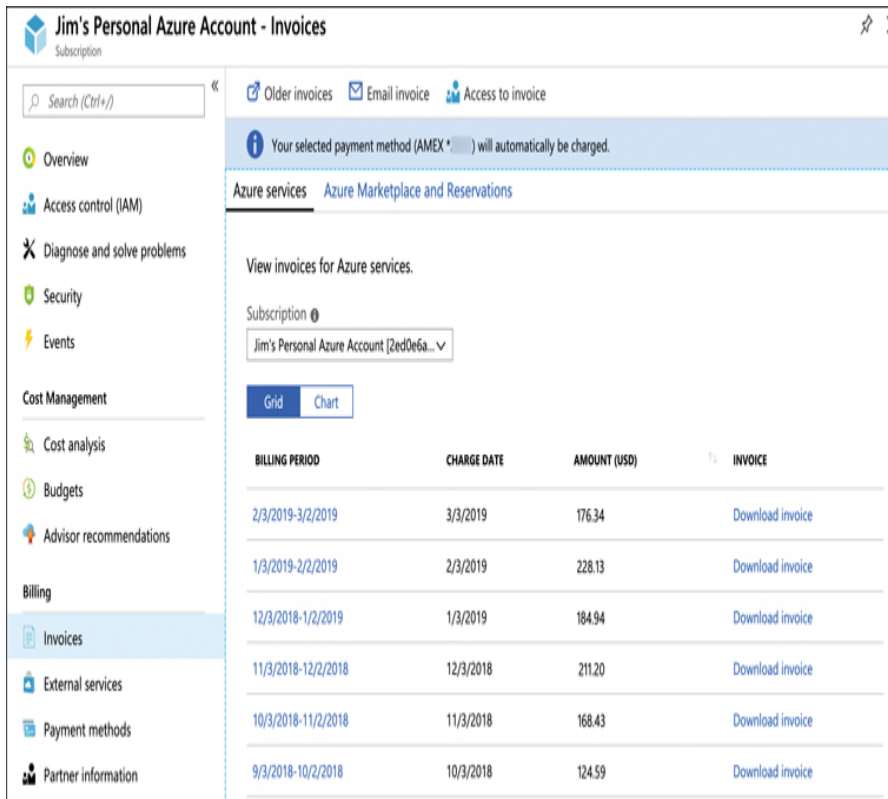 Jim's Personal Azure Account - Invoices
Subscription
Search (Ctrl+/)
«
Overview
Access control (IAM)
Diagnose and solve problems
Security
Events
Cost Management
Cost analysis
Budgets
Advisor recommendations
Billing
Invoices
External services
Payment methods
Partner information
Older invoices Email invoice Access to invoice
Your selected payment method (AMEX *. ) will automatically be charged.
Azure services Azure Marketplace and Reservations
View invoices for Azure services.
Subscription
Jim's Personal Azure Account [2ed0e6a...
Grid Chart
BILLING PERIOD CHARGE DATE AMOUNT (USD) ↑↓ INVOICE
2/3/2019-3/2/2019 3/3/2019 176.34 Download invoice
1/3/2019-2/2/2019 2/3/2019 228.13 Download invoice
12/3/2018-1/2/2019 1/3/2019 184.94 Download invoice
11/3/2018-12/2/2018 12/3/2018 211.20 Download invoice
10/3/2018-11/2/2018 11/3/2018 168.43 Download invoice
9/3/2018-10/2/2018 10/3/2018 124.59 Download invoice